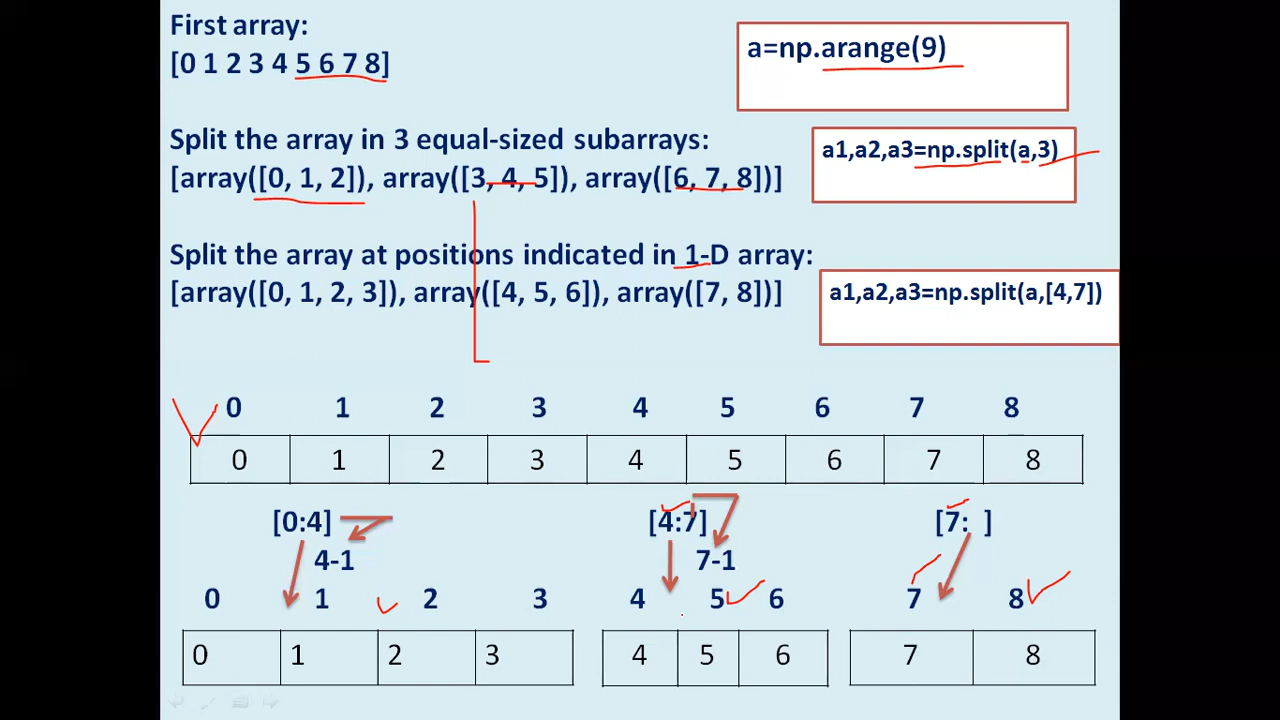 First array:
[0 1 2 3 4 5 6 7 8]
a=np.arange(9)
Split the array in 3 equal-sized subarrays:
[array([0, 1, 2]), array([3, 4, 5]), array([6, 7, 8])]
a1,a2,a3=np.split(a,3)
Split the array at positions indicated in 1-D array:
[array([0, 1, 2, 3]), array([4, 5, 6]), array([7, 8])]
a1,a2,a3=np.split(a,[4,7])
0 1 2 3 4 5 6 7 8
0 1 2 3 4 5 6 7 8
[0:4] [4:7] [7: ]
4-1 7-1
0 1 2 3 4 5 6 7 8
0 1 2 3 4 5 6 7 8